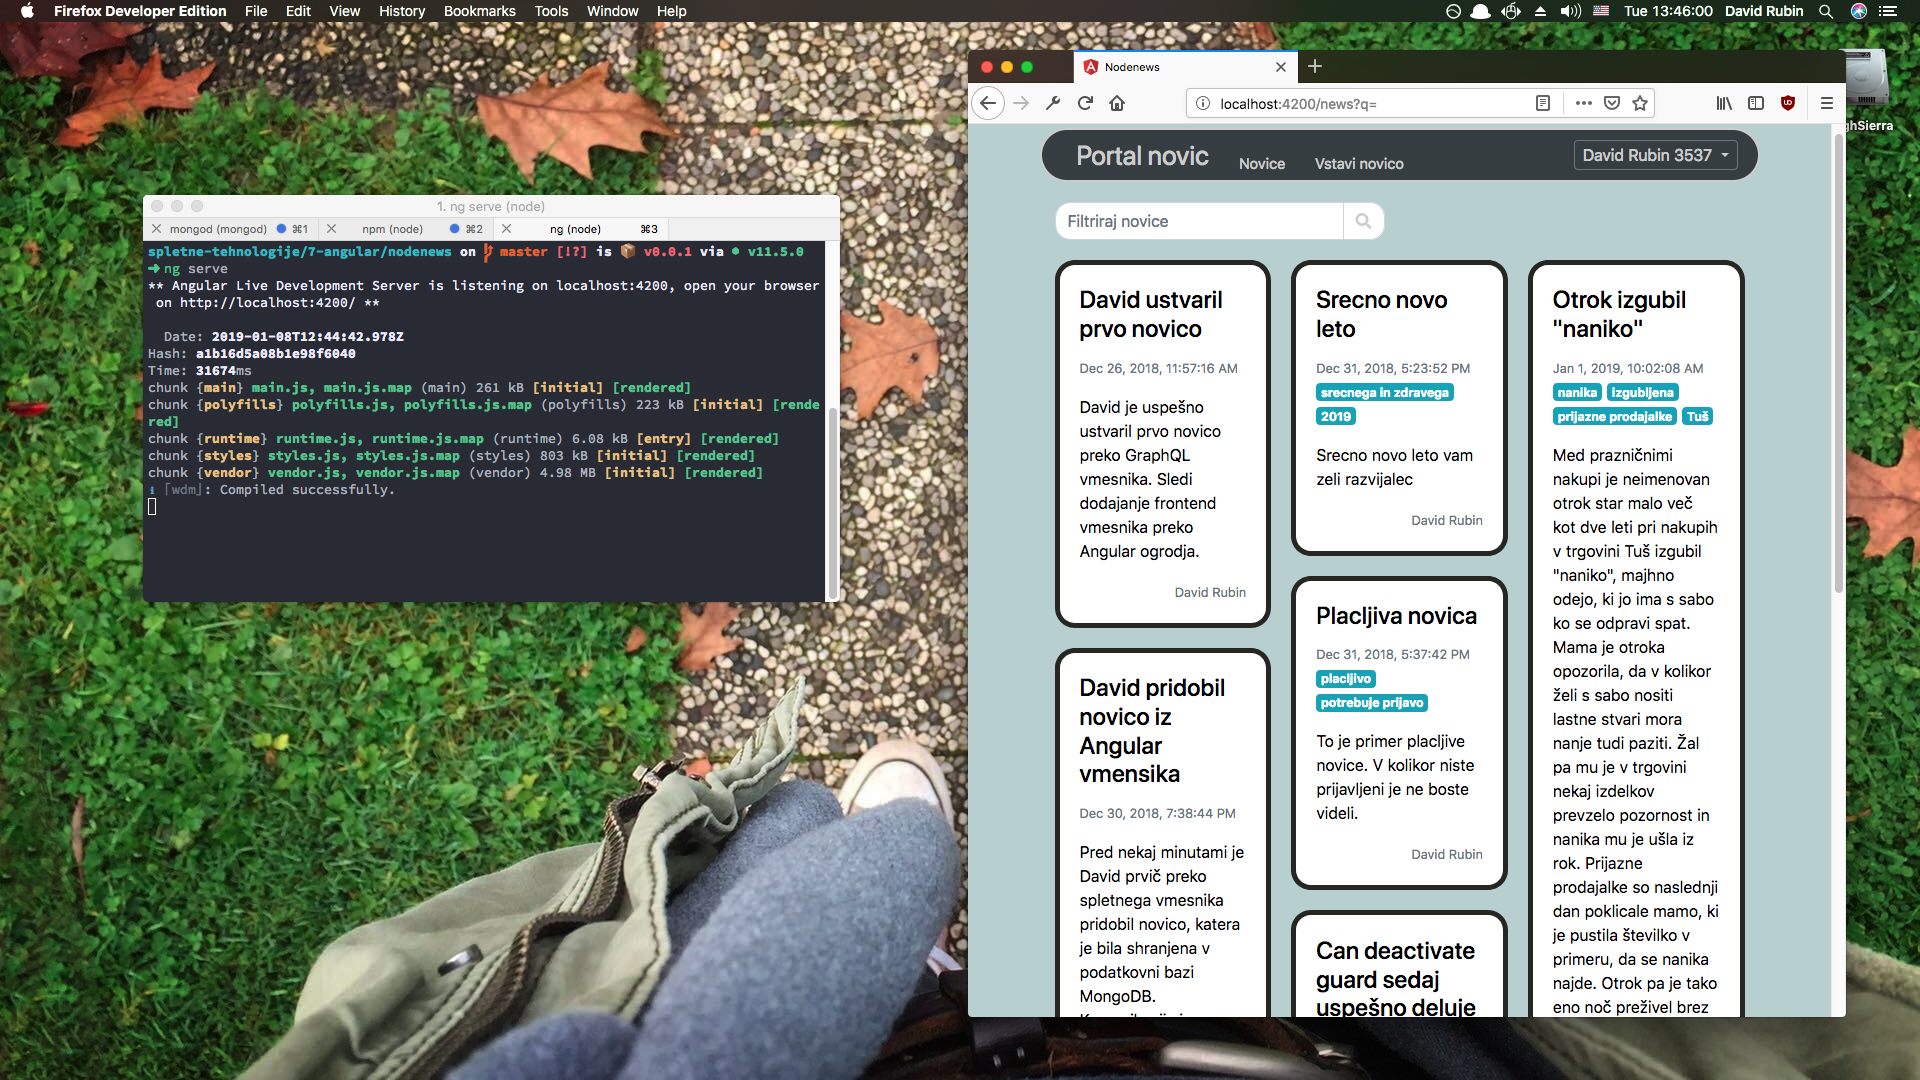 Firefox Developer Edition File Edit View History Bookmarks Tools Window Help
Tue 13:46:00 David Rubin
1. ng serve (node)
mongod (mongod) ⌘1 npm (node) ⌘2 ng (node) ⌘3
spletne-tehnologije/7-angular/nodenews on master [!?] is 📦 v0.0.1 via ⬢ v11.5.0
➜ ng serve
** Angular Live Development Server is listening on localhost:4200, open your browser
on http://localhost:4200/ **
Date: 2019-01-08T12:44:42.978Z
Hash: a1b16d5a08b1e98f6040
Time: 31674ms
chunk {main} main.js, main.js.map (main) 261 kB [initial] [rendered]
chunk {polyfills} polyfills.js, polyfills.js.map (polyfills) 223 kB [initial] [rende
red]
chunk {runtime} runtime.js, runtime.js.map (runtime) 6.08 kB [entry] [rendered]
chunk {styles} styles.js, styles.js.map (styles) 803 kB [initial] [rendered]
chunk {vendor} vendor.js, vendor.js.map (vendor) 4.98 MB [initial] [rendered]
ℹ ｢wdm｣: Compiled successfully.
Nodenews
localhost:4200/news?q=
ghSierra
Portal novic Novice Vstavi novico David Rubin 3537
Filtriraj novice
David ustvaril
prvo novico
Dec 26, 2018, 11:57:16 AM
David je uspešno
ustvaril prvo novico
preko GraphQL
vmesnika. Sledi
dodajanje frontend
vmesnika preko
Angular ogrodja.
David Rubin
David pridobil
novico iz
Angular
vmensika
Dec 30, 2018, 7:38:44 PM
Pred nekaj minutami je
David prvič preko
spletnega vmesnika
pridobil novico, katera
je bila shranjena v
podatkovni bazi
MongoDB.
Srecno novo
leto
Dec 31, 2018, 5:23:52 PM
srecnega in zdravega
2019
Srecno novo leto vam
zeli razvijalec
David Rubin
Placljiva novica
Dec 31, 2018, 5:37:42 PM
placljivo
potrebuje prijavo
To je primer placljive
novice. V kolikor niste
prijavljeni je ne boste
videli.
David Rubin
Can deactivate
guard sedaj
uspešno deluje
Otrok izgubil
"naniko"
Jan 1, 2019, 10:02:08 AM
nanika izgubljena
prijazne prodajalke Tuš
Med prazničnimi
nakupi je neimenovan
otrok star malo več
kot dve leti pri nakupih
v trgovini Tuš izgubil
"naniko", majhno
odejo, ki jo ima s sabo
ko se odpravi spat.
Mama je otroka
opozorila, da v kolikor
želi s sabo nositi
lastne stvari mora
nanje tudi paziti. Žal
pa mu je v trgovini
nekaj izdelkov
prevzelo pozornost in
nanika mu je ušla iz
rok. Prijazne
prodajalke so naslednji
dan poklicale mamo, ki
je pustila številko v
primeru, da se nanika
najde. Otrok pa je tako
eno noč preživel brez